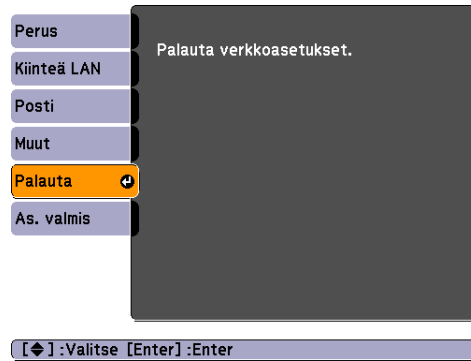 Perus
Palauta verkkoasetukset.
Kiinteä LAN
Posti
Muut
Palauta
As. valmis
[◆] :Valitse [Enter] :Enter